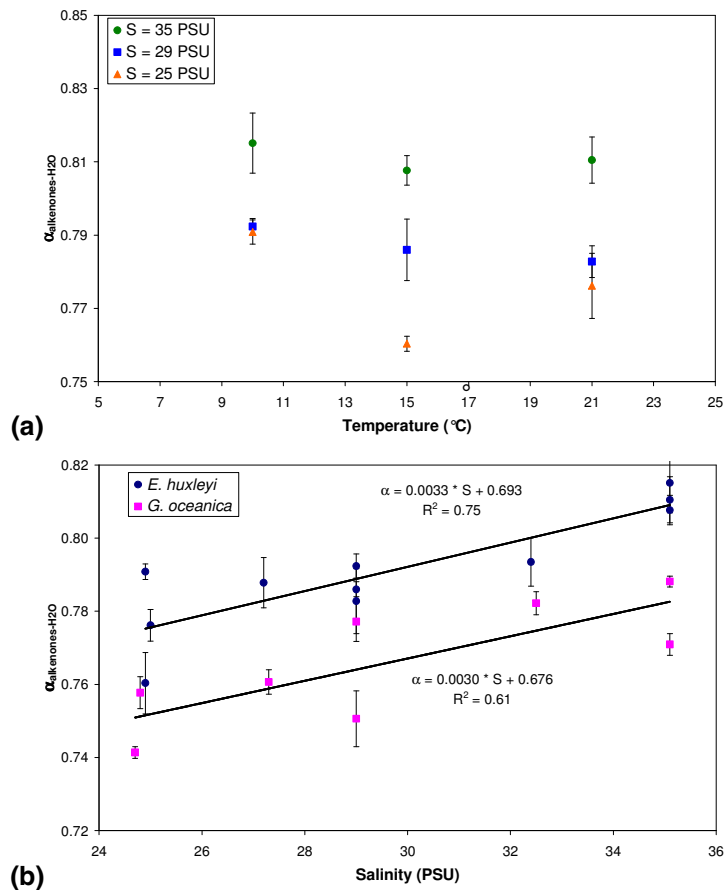 0.85
0.83
0.81
0.79
0.77
0.75
α alkenones-H2O
S = 35 PSU
S = 29 PSU
S = 25 PSU
5 7 9 11 13 15 17 19 21 23 25
Temperature (°C)
(a)
0.82
0.80
0.78
0.76
0.74
0.72
α alkenones-H2O
E. huxleyi
G. oceanica
α = 0.0033 * S + 0.693
R² = 0.75
α = 0.0030 * S + 0.676
R² = 0.61
24 26 28 30 32 34 36
Salinity (PSU)
(b)